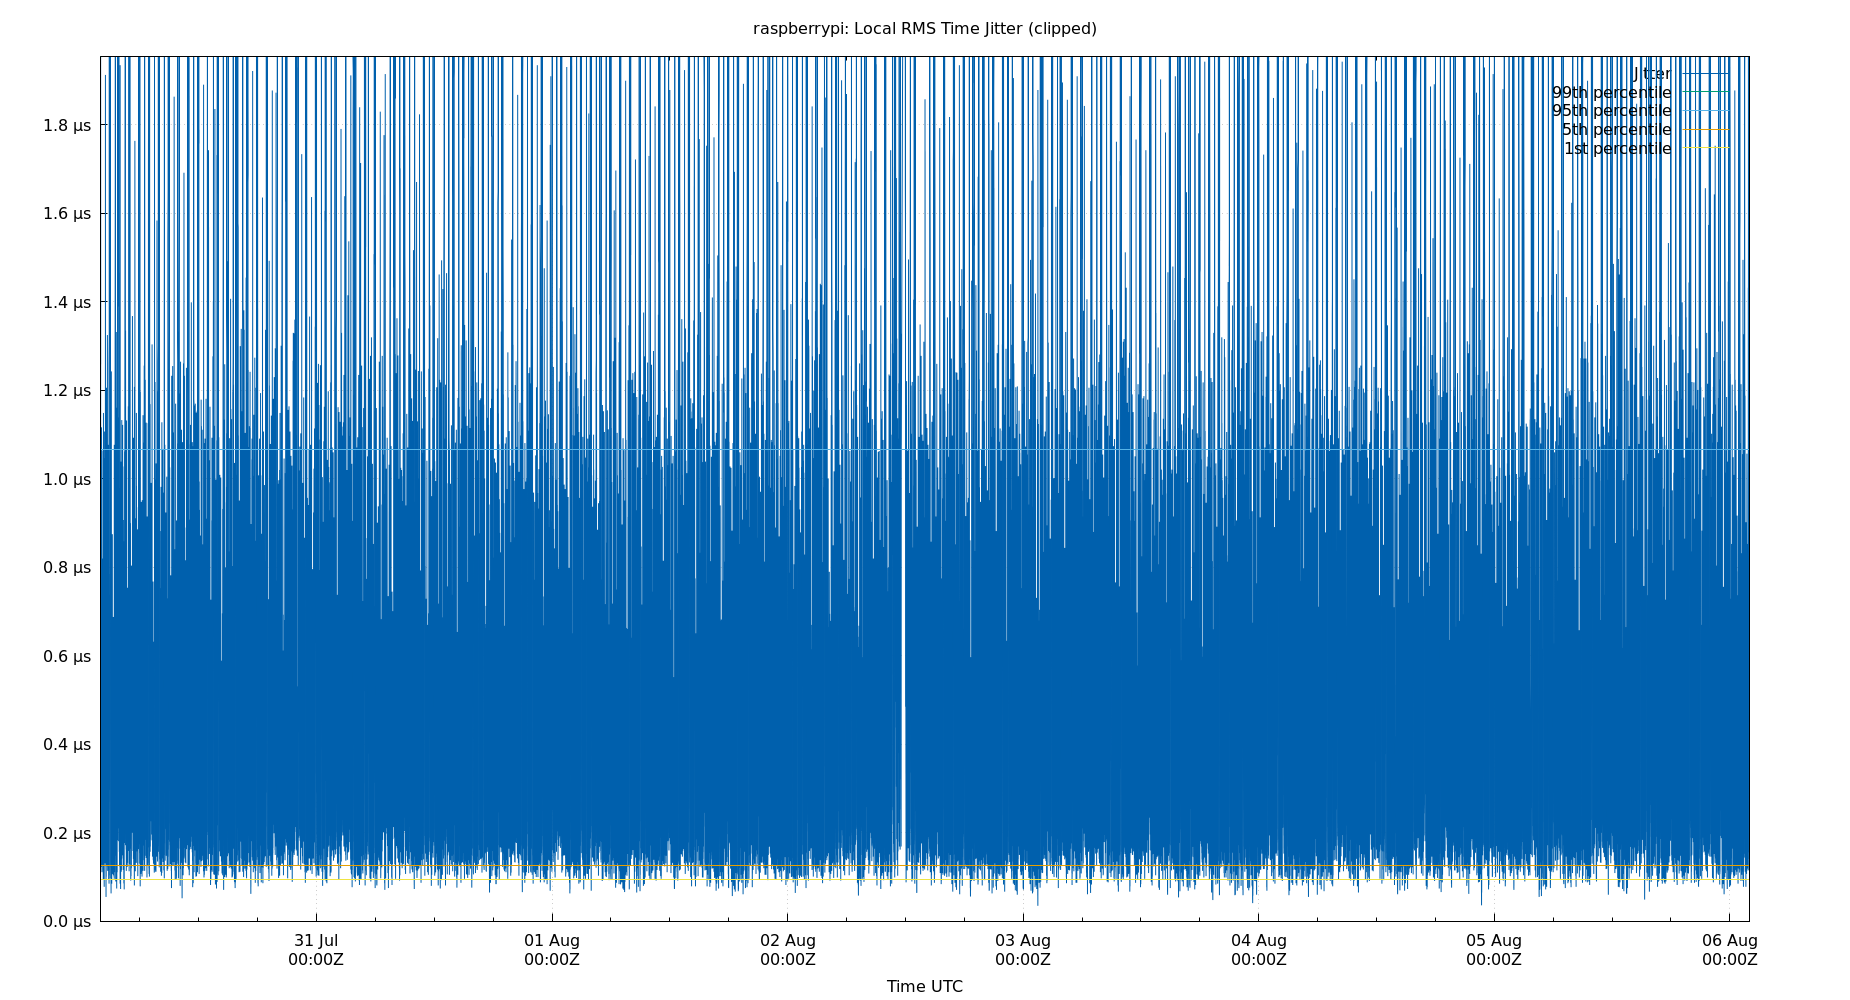 raspberrypi: Local RMS Time Jitter (clipped)
Jitter
99th percentile
95th percentile
5th percentile
1st percentile
1.8 µs
1.6 µs
1.4 µs
1.2 µs
1.0 µs
0.8 µs
0.6 µs
0.4 µs
0.2 µs
0.0 µs
31 Jul 01 Aug 02 Aug 03 Aug 04 Aug 05 Aug 06 Aug
00:00Z 00:00Z 00:00Z 00:00Z 00:00Z 00:00Z 00:00Z
Time UTC